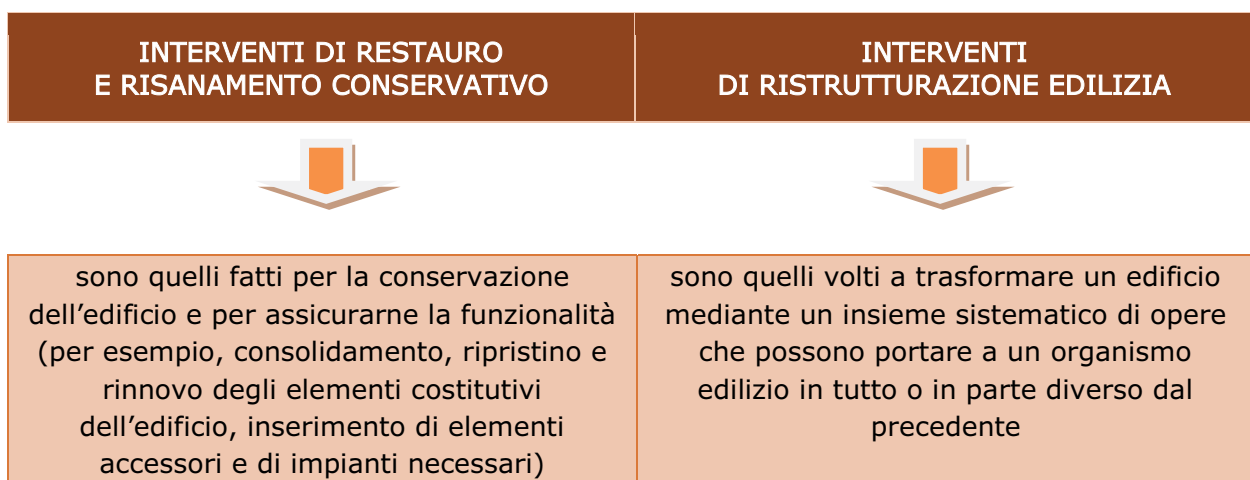 INTERVENTI DI RESTAURO
E RISANAMENTO CONSERVATIVO
INTERVENTI
DI RISTRUTTURAZIONE EDILIZIA
sono quelli fatti per la conservazione
dell’edificio e per assicurarne la funzionalità
(per esempio, consolidamento, ripristino e
rinnovo degli elementi costitutivi
dell’edificio, inserimento di elementi
accessori e di impianti necessari)
sono quelli volti a trasformare un edificio
mediante un insieme sistematico di opere
che possono portare a un organismo
edilizio in tutto o in parte diverso dal
precedente